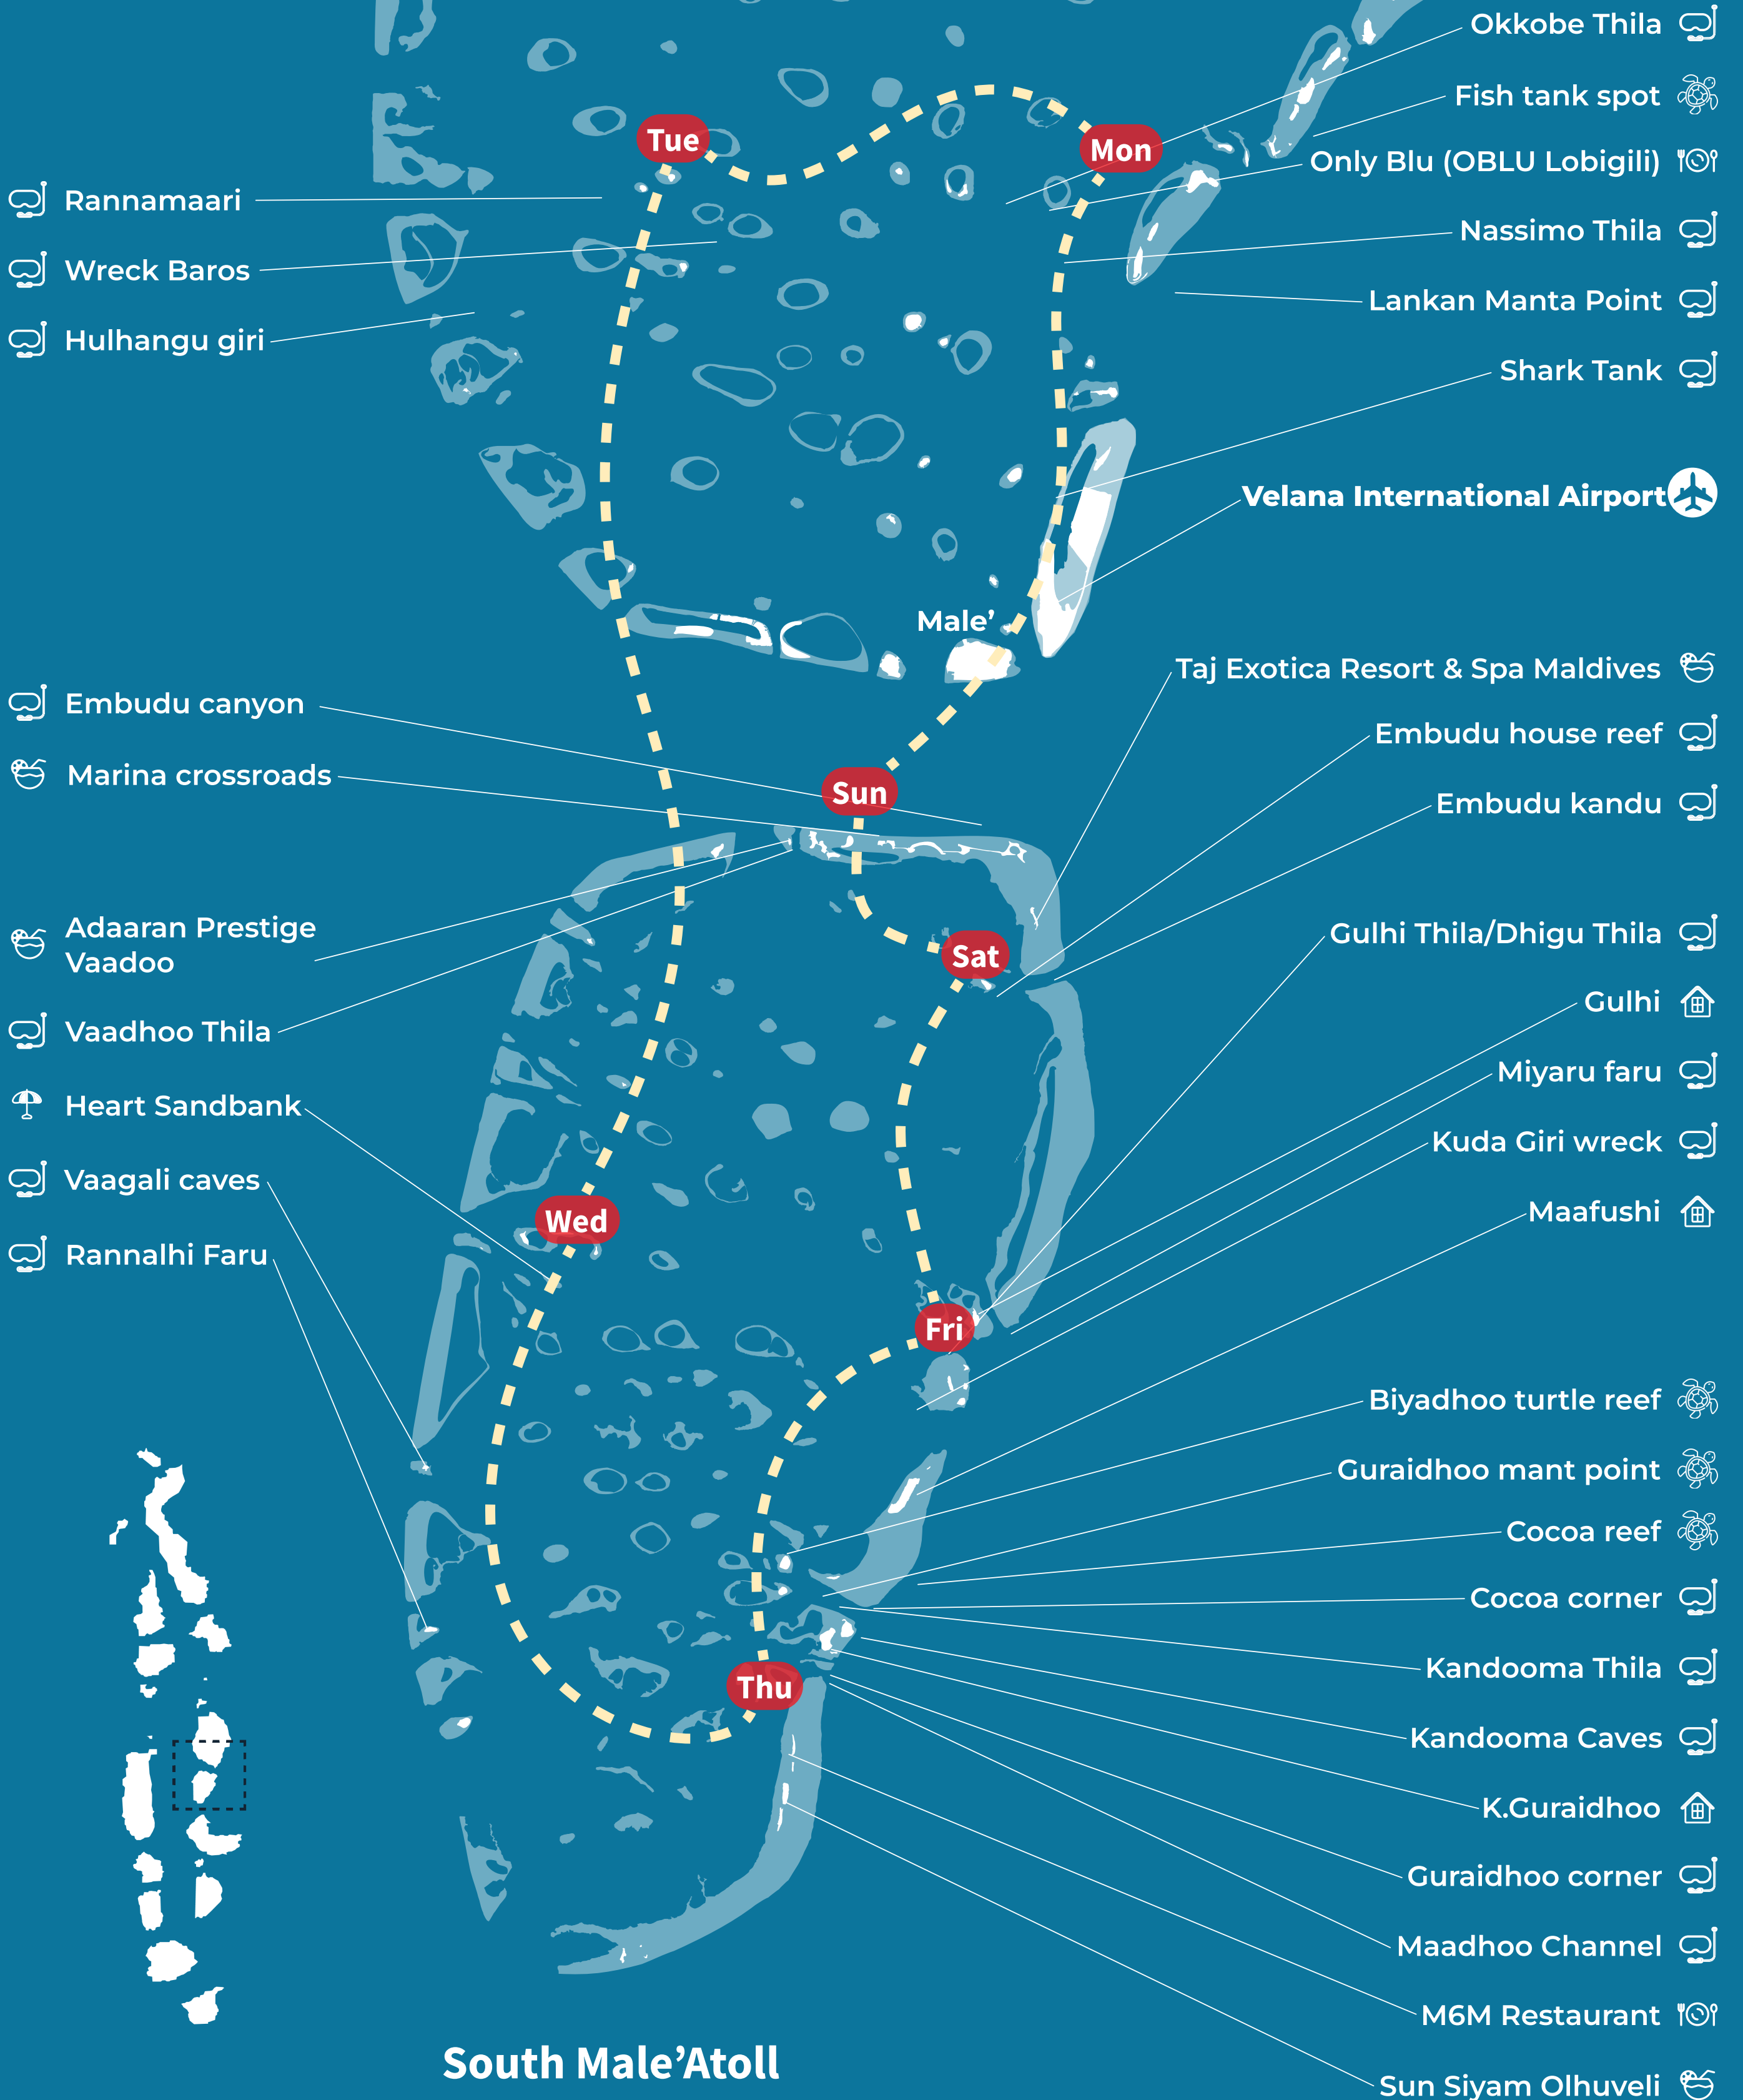 Okkobe Thila
Fish tank spot
Only Blu (OBLU Lobigili)
Nassimo Thila
Lankan Manta Point
Shark Tank
Velana International Airport
Tue
Mon
Rannamaari
Wreck Baros
Hulhangu giri
Male’
Taj Exotica Resort & Spa Maldives
Embudu house reef
Embudu kandu
Embudu canyon
Marina crossroads
Sun
Adaaran Prestige
Vaadoo
Vaadhoo Thila
Heart Sandbank
Vaagali caves
Rannalhi Faru
Sat
Gulhi Thila/Dhigu Thila
Gulhi
Miyaru faru
Kuda Giri wreck
Maafushi
Wed
Fri
Biyadhoo turtle reef
Guraidhoo mant point
Cocoa reef
Cocoa corner
Kandooma Thila
Kandooma Caves
K.Guraidhoo
Guraidhoo corner
Maadhoo Channel
M6M Restaurant
Sun Siyam Olhuveli
Thu
South Male’Atoll